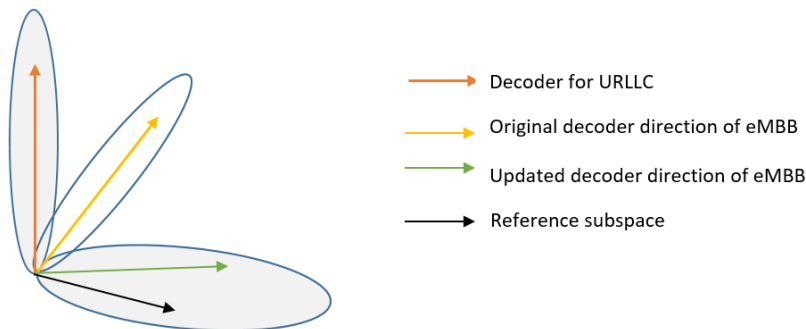 Decoder for URLLC
Original decoder direction of eMBB
Updated decoder direction of eMBB
Reference subspace